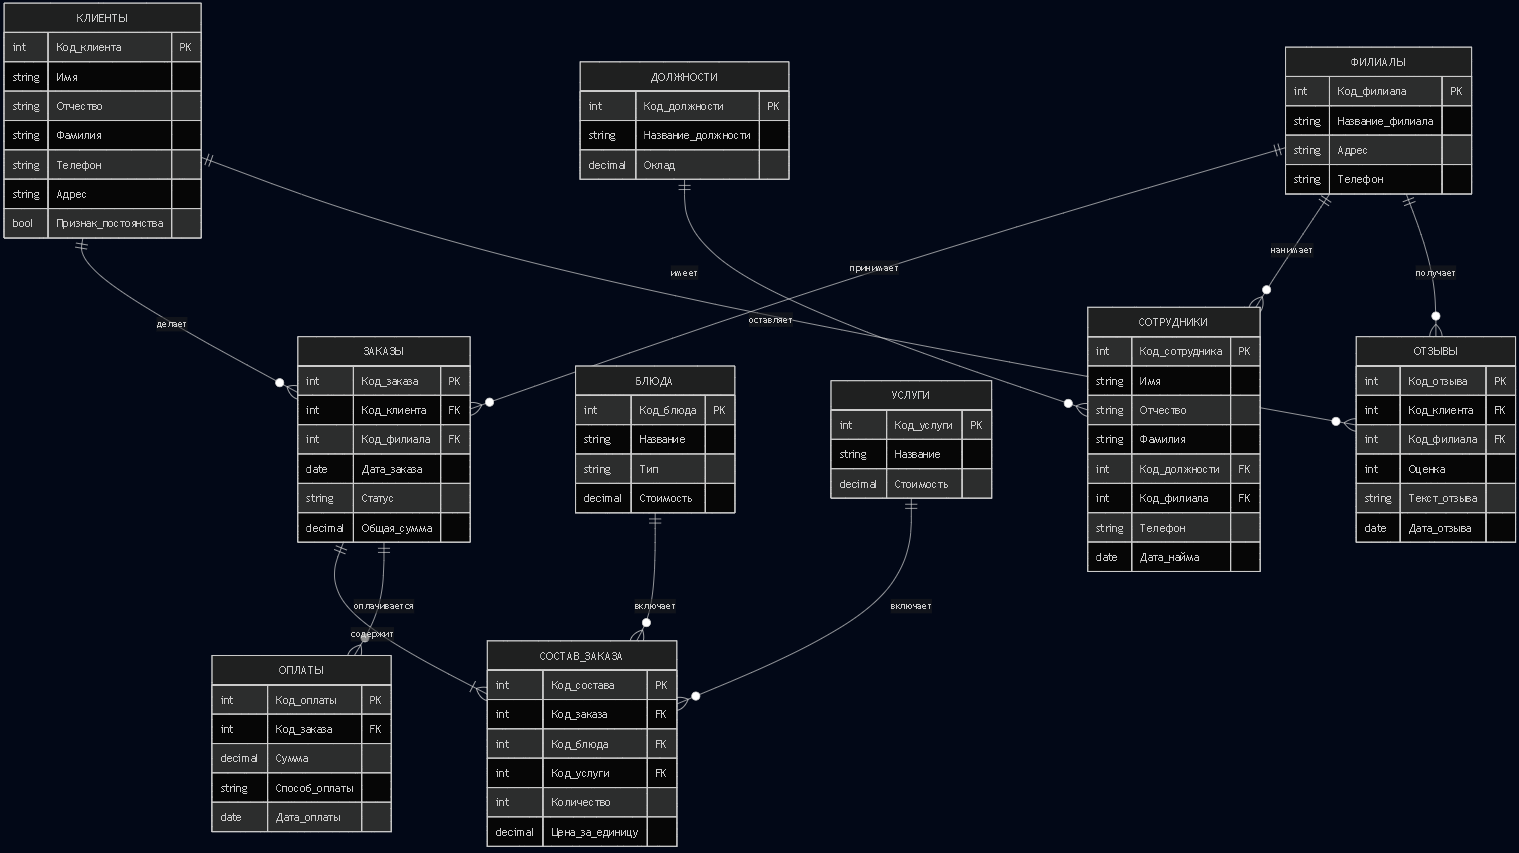 КЛИЕНТЫ
int Код_клиента PK
string Имя
string Отчество
string Фамилия
string Телефон
string Адрес
bool Признак_постоянства
ДОЛЖНОСТИ
int Код_должности PK
string Название_должности
decimal Оклад
ФИЛИАЛЫ
int Код_филиала PK
string Название_филиала
string Адрес
string Телефон
нанимает
принимает
имеет
получает
оставляет
делает
ЗАКАЗЫ
int Код_заказа PK
int Код_клиента FK
int Код_филиала FK
date Дата_заказа
string Статус
decimal Общая_сумма
БЛЮДА
int Код_блюда PK
string Название
string Тип
decimal Стоимость
УСЛУГИ
int Код_услуги PK
string Название
decimal Стоимость
СОТРУДНИКИ
int Код_сотрудника PK
string Имя
string Отчество
string Фамилия
int Код_должности FK
int Код_филиала FK
string Телефон
date Дата_найма
ОТЗЫВЫ
int Код_отзыва PK
int Код_клиента FK
int Код_филиала FK
int Оценка
string Текст_отзыва
date Дата_отзыва
оплачивается
включает
включает
содержит
ОПЛАТЫ
int Код_оплаты PK
int Код_заказа FK
decimal Сумма
string Способ_оплаты
date Дата_оплаты
СОСТАВ_ЗАКАЗА
int Код_состава PK
int Код_заказа FK
int Код_блюда FK
int Код_услуги FK
int Количество
decimal Цена_за_единицу